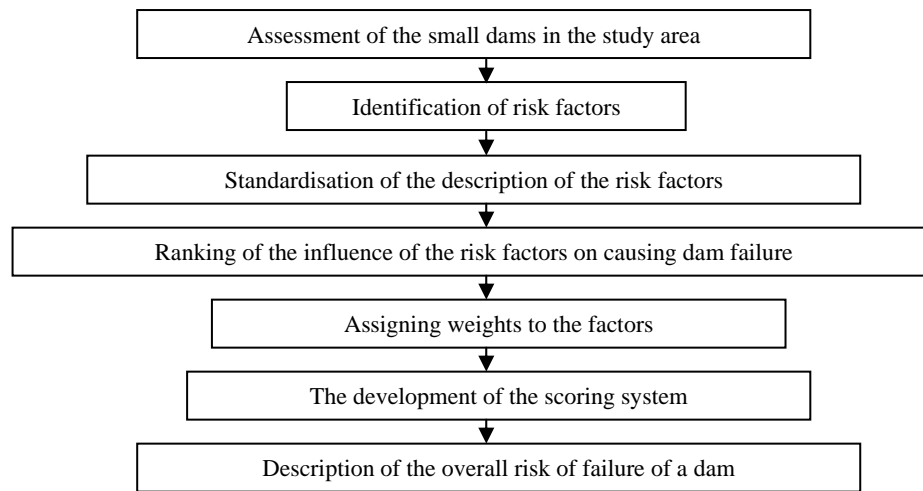 Assessment of the small dams in the study area
Identification of risk factors
Standardisation of the description of the risk factors
Ranking of the influence of the risk factors on causing dam failure
Assigning weights to the factors
The development of the scoring system
Description of the overall risk of failure of a dam